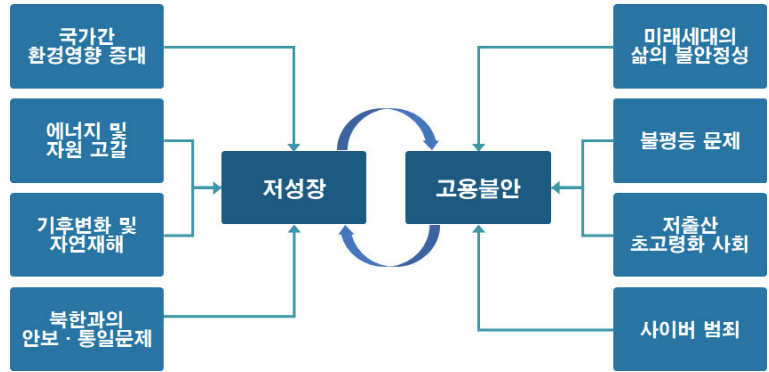 국가간
환경영향 증대
에너지 및
자원 고갈
기후변화 및
자연재해
북한과의
안보 · 통일문제
저성장
고용불안
미래세대의
삶의 불안정성
불평등 문제
저출산
초고령화 사회
사이버 범죄